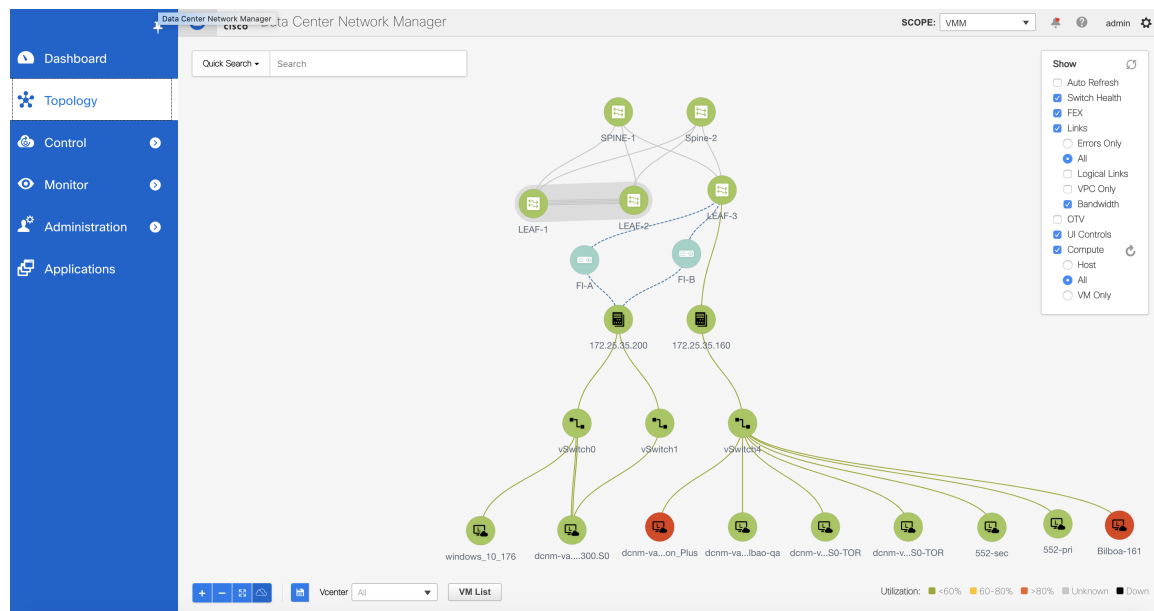 Data Center Network Manager
cisco
Data Center Network Manager
SCOPE:
VMM
admin
Dashboard
Topology
Control
Monitor
Administration
Applications
Quick Search
Search
Show
Auto Refresh
Switch Health
FEX
Links
Errors Only
All
Logical Links
VPC Only
Bandwidth
OTV
UI Controls
Compute
Host
All
VM Only
SPINE-1
Spine-2
LEAF-1
LEAF-2
LEAF-3
FI-A
FI-B
172.25.35.200
172.25.35.160
vSwitch0
vSwitch1
vSwitch4
windows_10_176
dcnm-va....300.S0
dcnm-va...on_Plus
dcnm-va...lbao-qa
dcnm-v...S0-TOR
dcnm-v...S0-TOR
552-sec
552-pri
Bilboa-161
Vcenter
All
VM List
Utilization:
<60%
60-80%
>80%
Unknown
Down